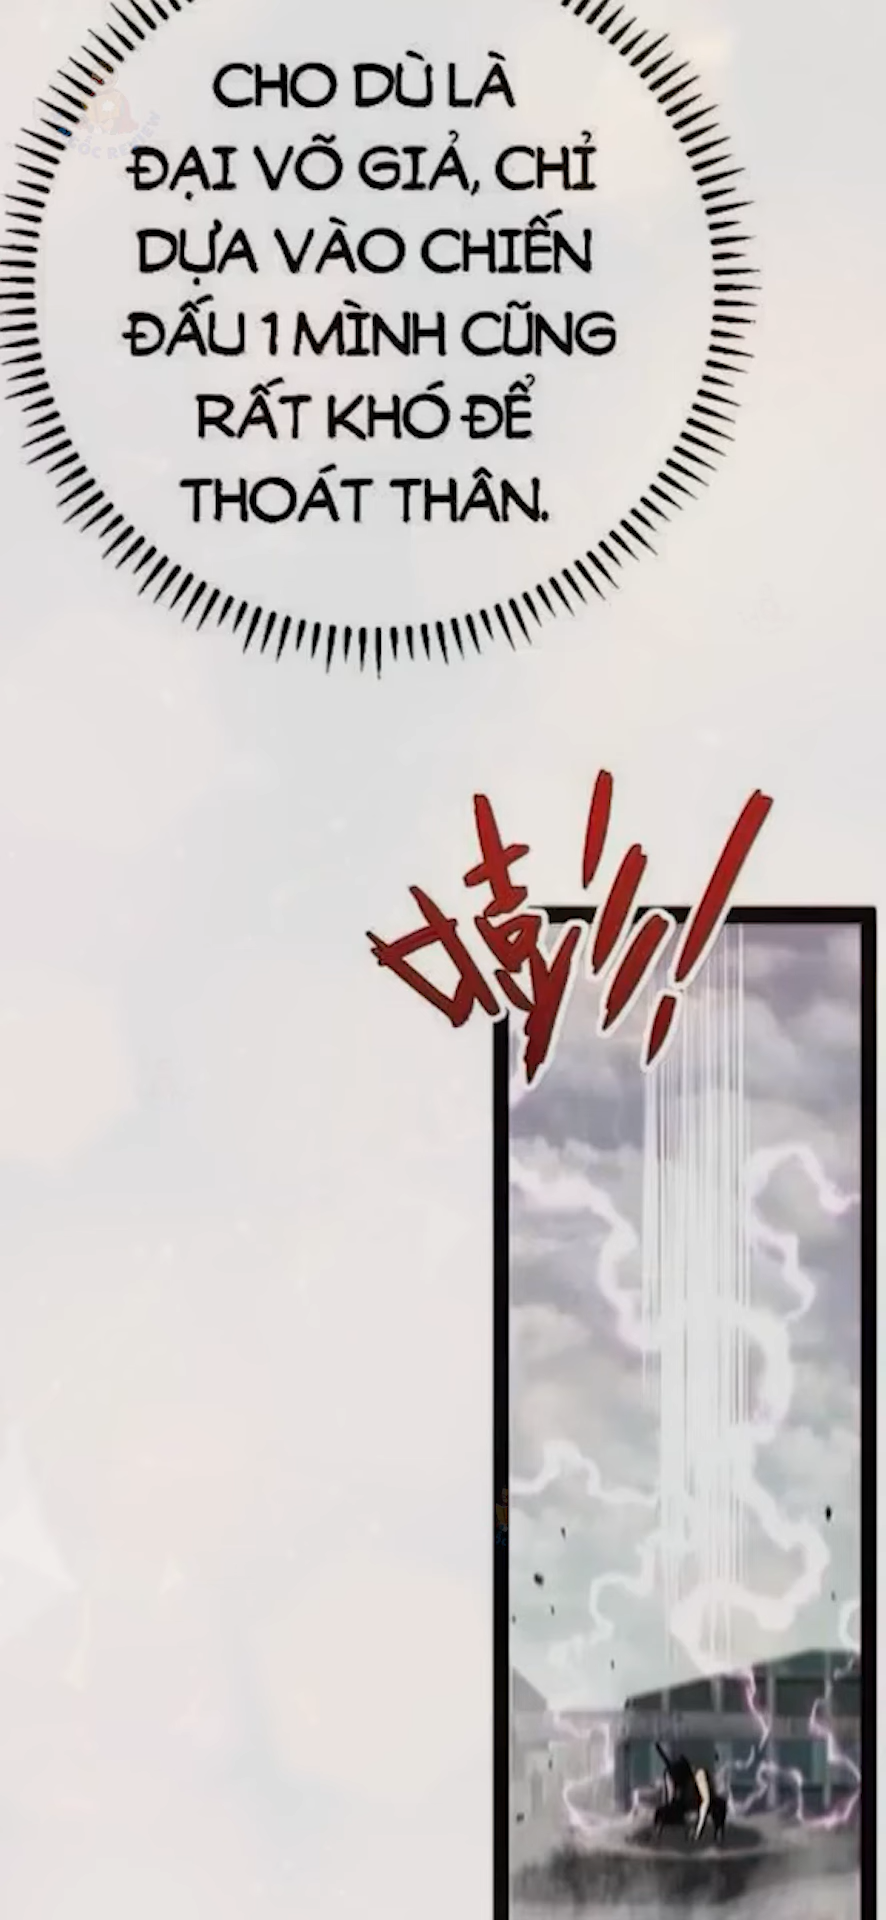 CHO DÙ LÀ
ĐẠI VÕ GIẢ, CHỈ
DỰA VÀO CHIẾN
ĐẤU 1 MÌNH CŨNG
RẤT KHÓ ĐỂ
THOÁT THÂN.